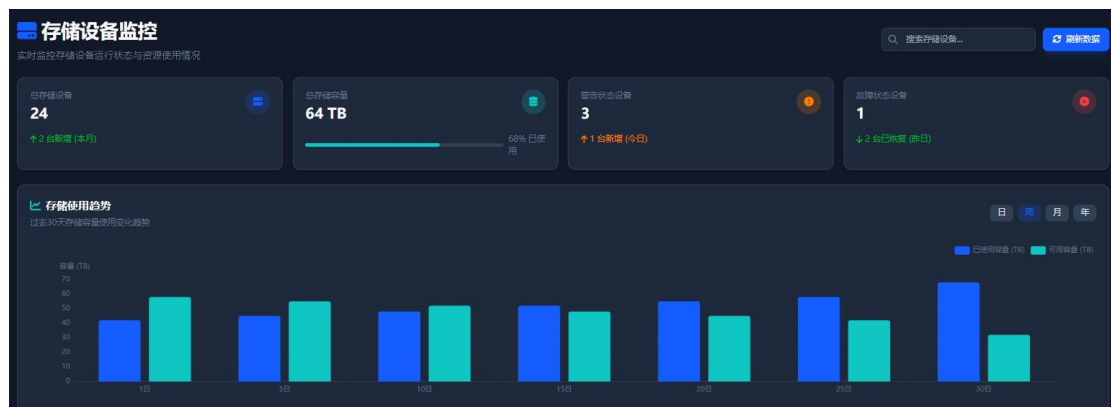 存储设备监控
实时监控存储设备运行状态与资源使用情况
搜索存储设备...
刷新数据
总存储设备
24
↑ 2 台新增 (本月)
总存储容量
64 TB
68% 已使
用
警告状态设备
3
↑ 1 台新增 (今日)
故障状态设备
1
↓ 2 台已恢复 (昨日)
存储使用趋势
过去30天存储容量使用变化趋势
日 周 月 年
已使用容量 (TB) 可用容量 (TB)
容量 (TB)
70
60
50
40
30
20
10
0
1日 5日 10日 15日 20日 25日 30日